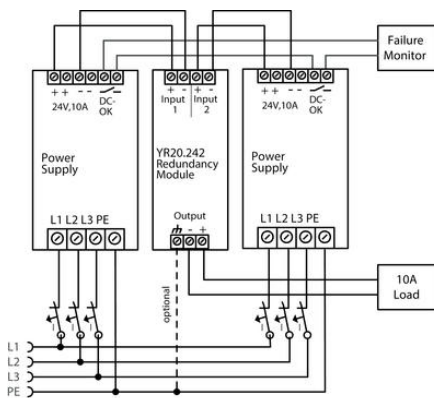 Failure
Monitor
+ + - -
24V,10A
DC-
OK
Power
Supply
L1 L2 L3 PE
+ - + -
Input
1
Input
2
YR20.242
Redundancy
Module
Output
- +
optional
+ + - -
24V,10A
DC-
OK
Power
Supply
L1 L2 L3 PE
10A
Load
L1
L2
L3
PE